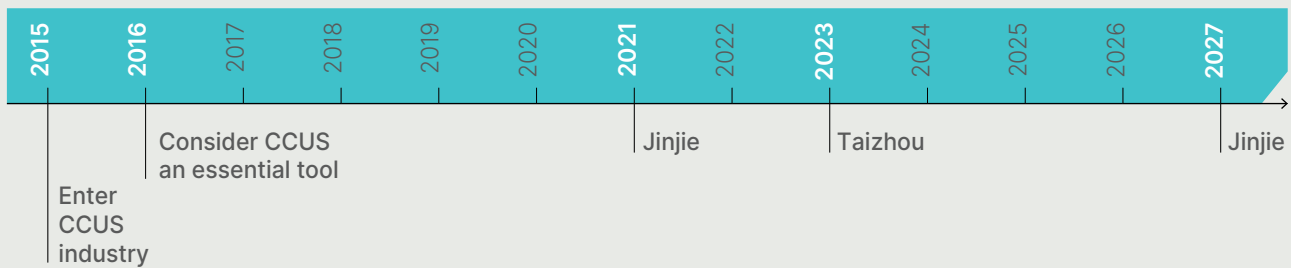 2015
2016
2017
2018
2019
2020
2021
2022
2023
2024
2025
2026
2027
Enter
CCUS
industry
Consider CCUS
an essential tool
Jinjie
Taizhou
Jinjie